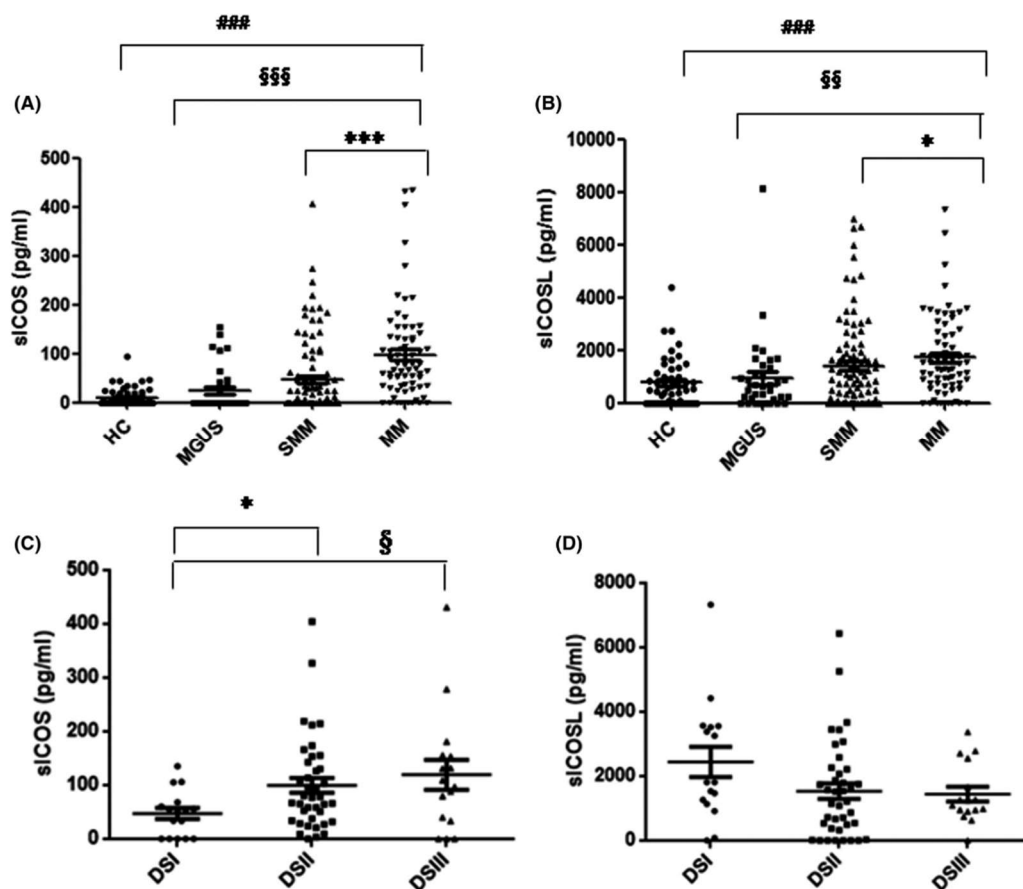 ###
§§§
(A)
***
sICOS (pg/ml)
500
400
300
200
100
0
HC
MGUS
SMM
MM
###
§§
(B)
*
sICOSL (pg/ml)
10000
8000
6000
4000
2000
0
HC
MGUS
SMM
MM
*
(C)
§
sICOS (pg/ml)
500
400
300
200
100
0
DSI
DSII
DSIII
(D)
sICOSL (pg/ml)
8000
6000
4000
2000
0
DSI
DSII
DSIII